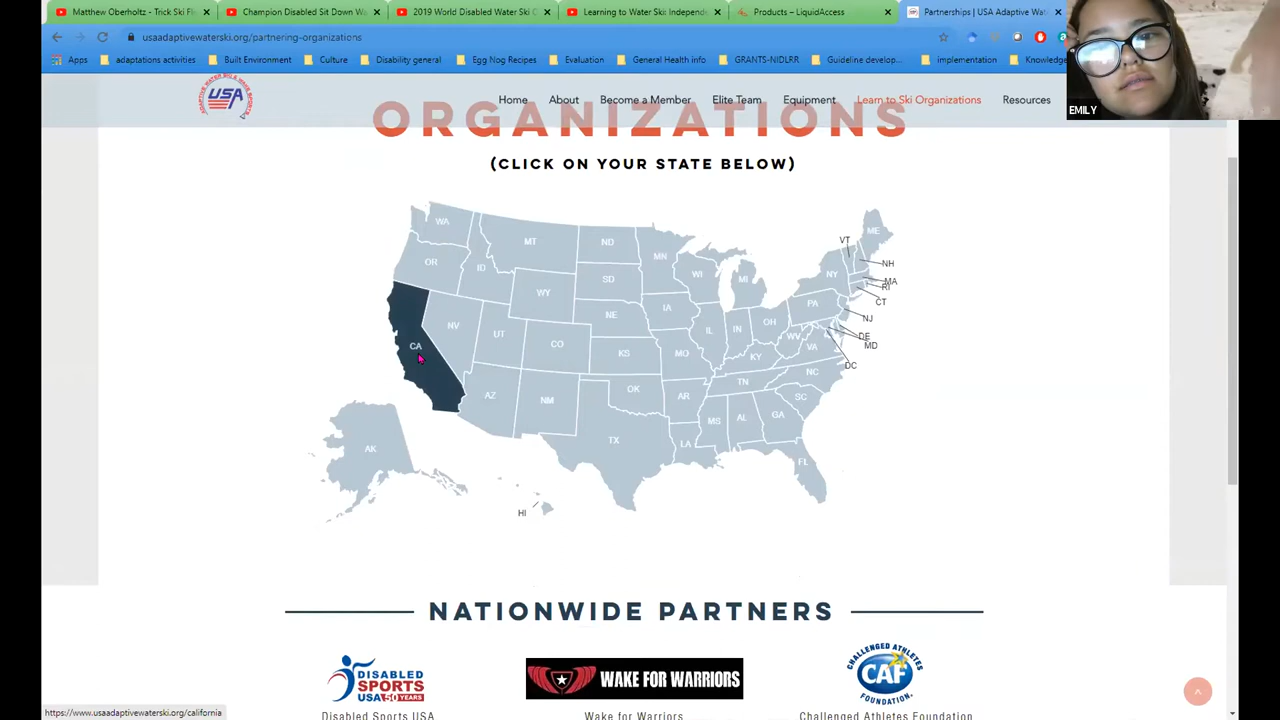 Matthew Oberholtz - Trick Ski Fl
Champion Disabled Sit Down Wa
2019 World Disabled Water Ski C
Learning to Water Ski: Independ
Products – LiquidAccess
Partnerships | USA Adaptive Wat
usaadaptivewaterski.org/partnering-organizations
Apps
adaptations activities
Built Environment
Culture
Disability general
Egg Nog Recipes
Evaluation
General Health info
GRANTS-NIDLRR
Guideline develop...
implementation
Knowledge
EMILY
USA
Home
About
Become a Member
Elite Team
Equipment
Learn to Ski Organizations
Resources
ORGANIZATIONS
(CLICK ON YOUR STATE BELOW)
WA
MT
ND
MN
ME
VT
OR
ID
SD
WI
MI
NY
NH
WY
MA
RI
CT
NV
NE
IA
PA
NJ
CA
UT
CO
KS
MO
IL
IN
OH
WV
VA
DE
MD
DC
KY
AZ
NM
OK
AR
TN
NC
SC
TX
LA
MS
AL
GA
FL
AK
HI
NATIONWIDE PARTNERS
DISABLED
SPORTS
USA 50 YEARS
WAKE FOR WARRIORS
CHALLENGED ATHLETES
CAF
FOUNDATION
Disabled Sports USA
Wake for Warriors
Challenged Athletes Foundation
https://www.usaadaptivewaterski.org/california